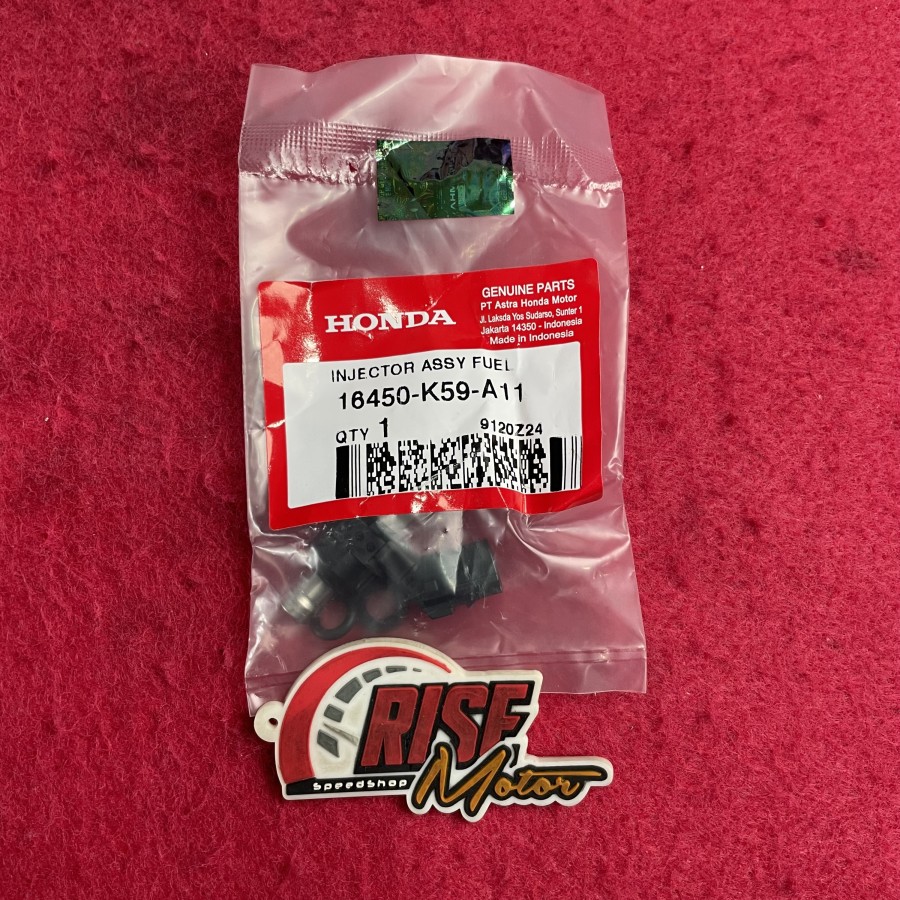 HONDA
GENUINE PARTS
PT Astra Honda Motor
Jl. Laksda Yos Sudarso, Sunter 1
Jakarta 14350 - Indonesia
Made in Indonesia
INJECTOR ASSY FUEL
16450-K59-A11
QTY 1
9120Z24
RISE
SpeedShop
Motor